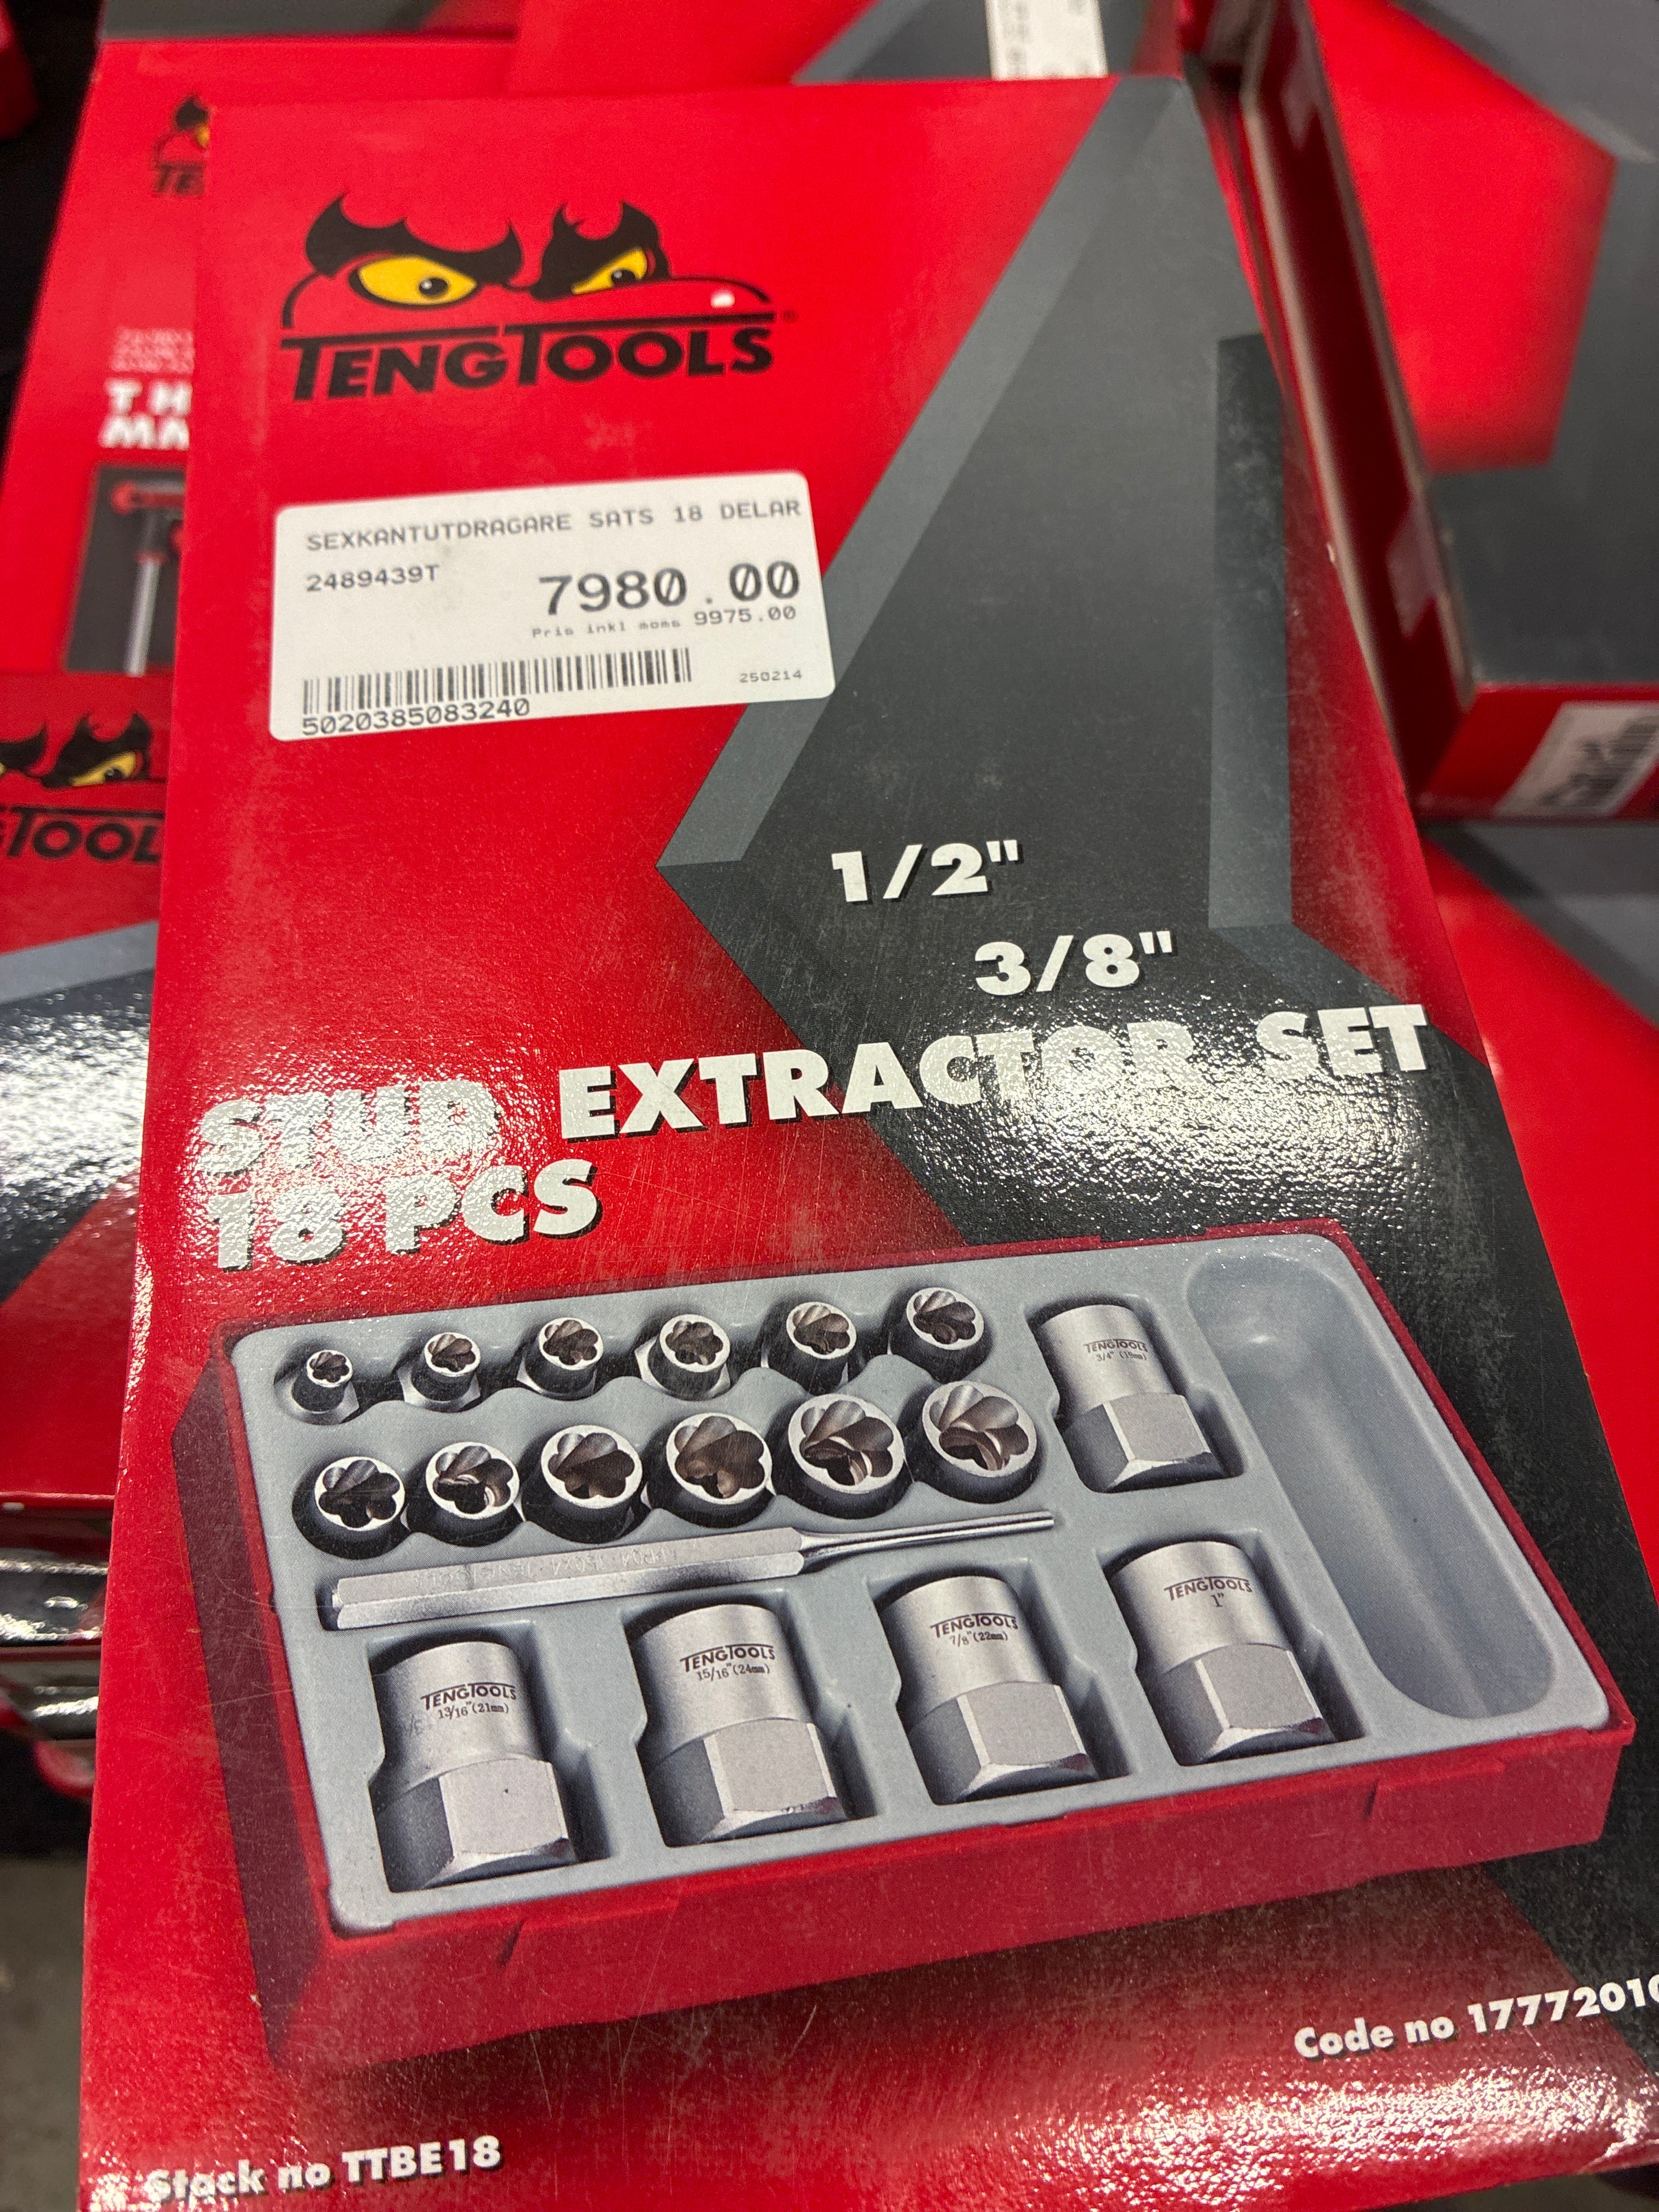 TENGTOOLS
SEXKANTUTDRAGARE SATS 18 DELAR
2489439T
7980.00
Pris inkl moms 9975.00
250214
5020385083240
1/2"
3/8"
STUD EXTRACTOR SET
18 PCS
TENGTOOLS
3/4" (19mm)
TENGTOOLS
13/16" (21mm)
TENGTOOLS
15/16" (24mm)
TENGTOOLS
7/8" (22mm)
TENGTOOLS
1"
Code no 17772010
Stock no TTBE18